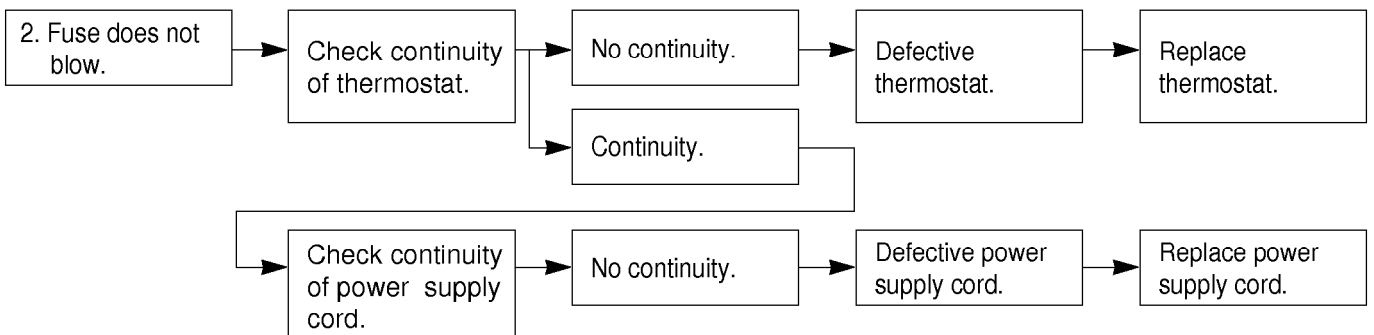 2. Fuse does not
blow.
Check continuity
of thermostat.
No continuity.
Defective
thermostat.
Replace
thermostat.
Continuity.
Check continuity
of power supply
cord.
No continuity.
Defective power
supply cord.
Replace power
supply cord.